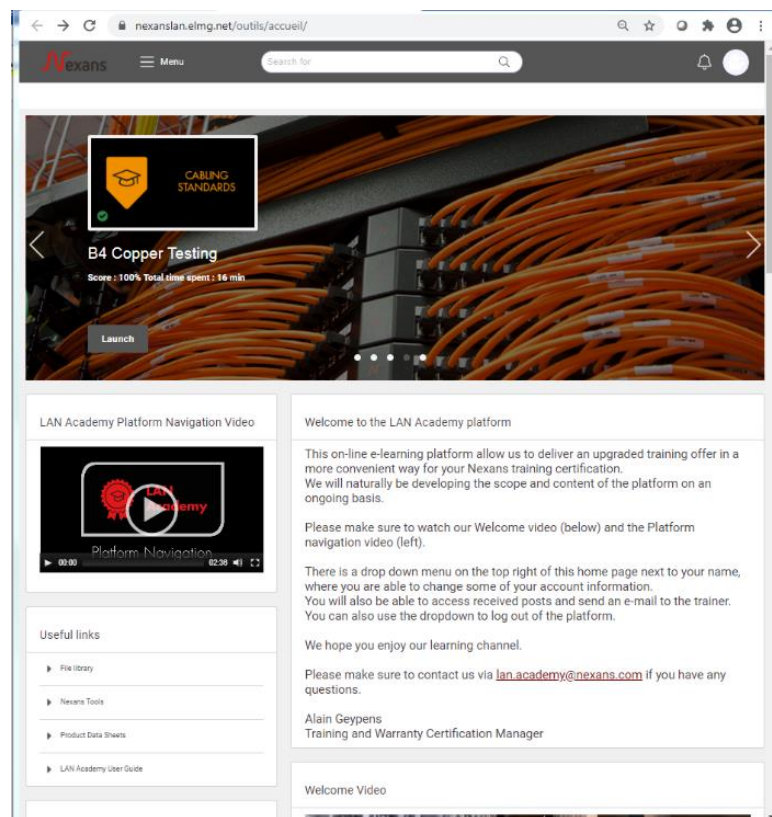 nexanslan.elmg.net/outils/accueil/
Nexans
Menu
Search for
CABLING
STANDARDS
B4 Copper Testing
Score : 100% Total time spent : 16 min
Launch
LAN Academy Platform Navigation Video
LAN
Academy
Platform Navigation
00:00
02:38
Useful links
File library
Nexans Tools
Product Data Sheets
LAN Academy User Guide
Welcome to the LAN Academy platform
This on-line e-learning platform allow us to deliver an upgraded training offer in a
more convenient way for your Nexans training certification.
We will naturally be developing the scope and content of the platform on an
ongoing basis.
Please make sure to watch our Welcome video (below) and the Platform
navigation video (left).
There is a drop down menu on the top right of this home page next to your name,
where you are able to change some of your account information.
You will also be able to access received posts and send an e-mail to the trainer.
You can also use the dropdown to log out of the platform.
We hope you enjoy our learning channel.
Please make sure to contact us via lan.academy@nexans.com if you have any
questions.
Alain Geypens
Training and Warranty Certification Manager
Welcome Video